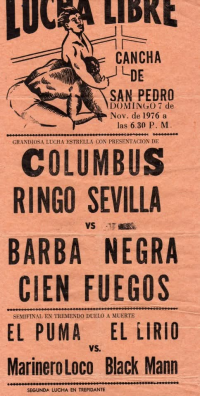 LUCHA LIBRE
CANCHA
DE
SAN PEDRO
DOMINGO 7 de
Nov. de 1976 a
las 6.30 P. M.
GRANDIOSA LUCHA ESTRELLA CON PRESENTACION DE
COLUMBUS
RINGO SEVILLA
vs
BARBA NEGRA
CIEN FUEGOS
SEMIFINAL EN TREMENDO DUELO A MUERTE
EL PUMA EL LIRIO
vs.
Marinero Loco Black Mann
SEGUNDA LUCHA EN TREPIDANTE